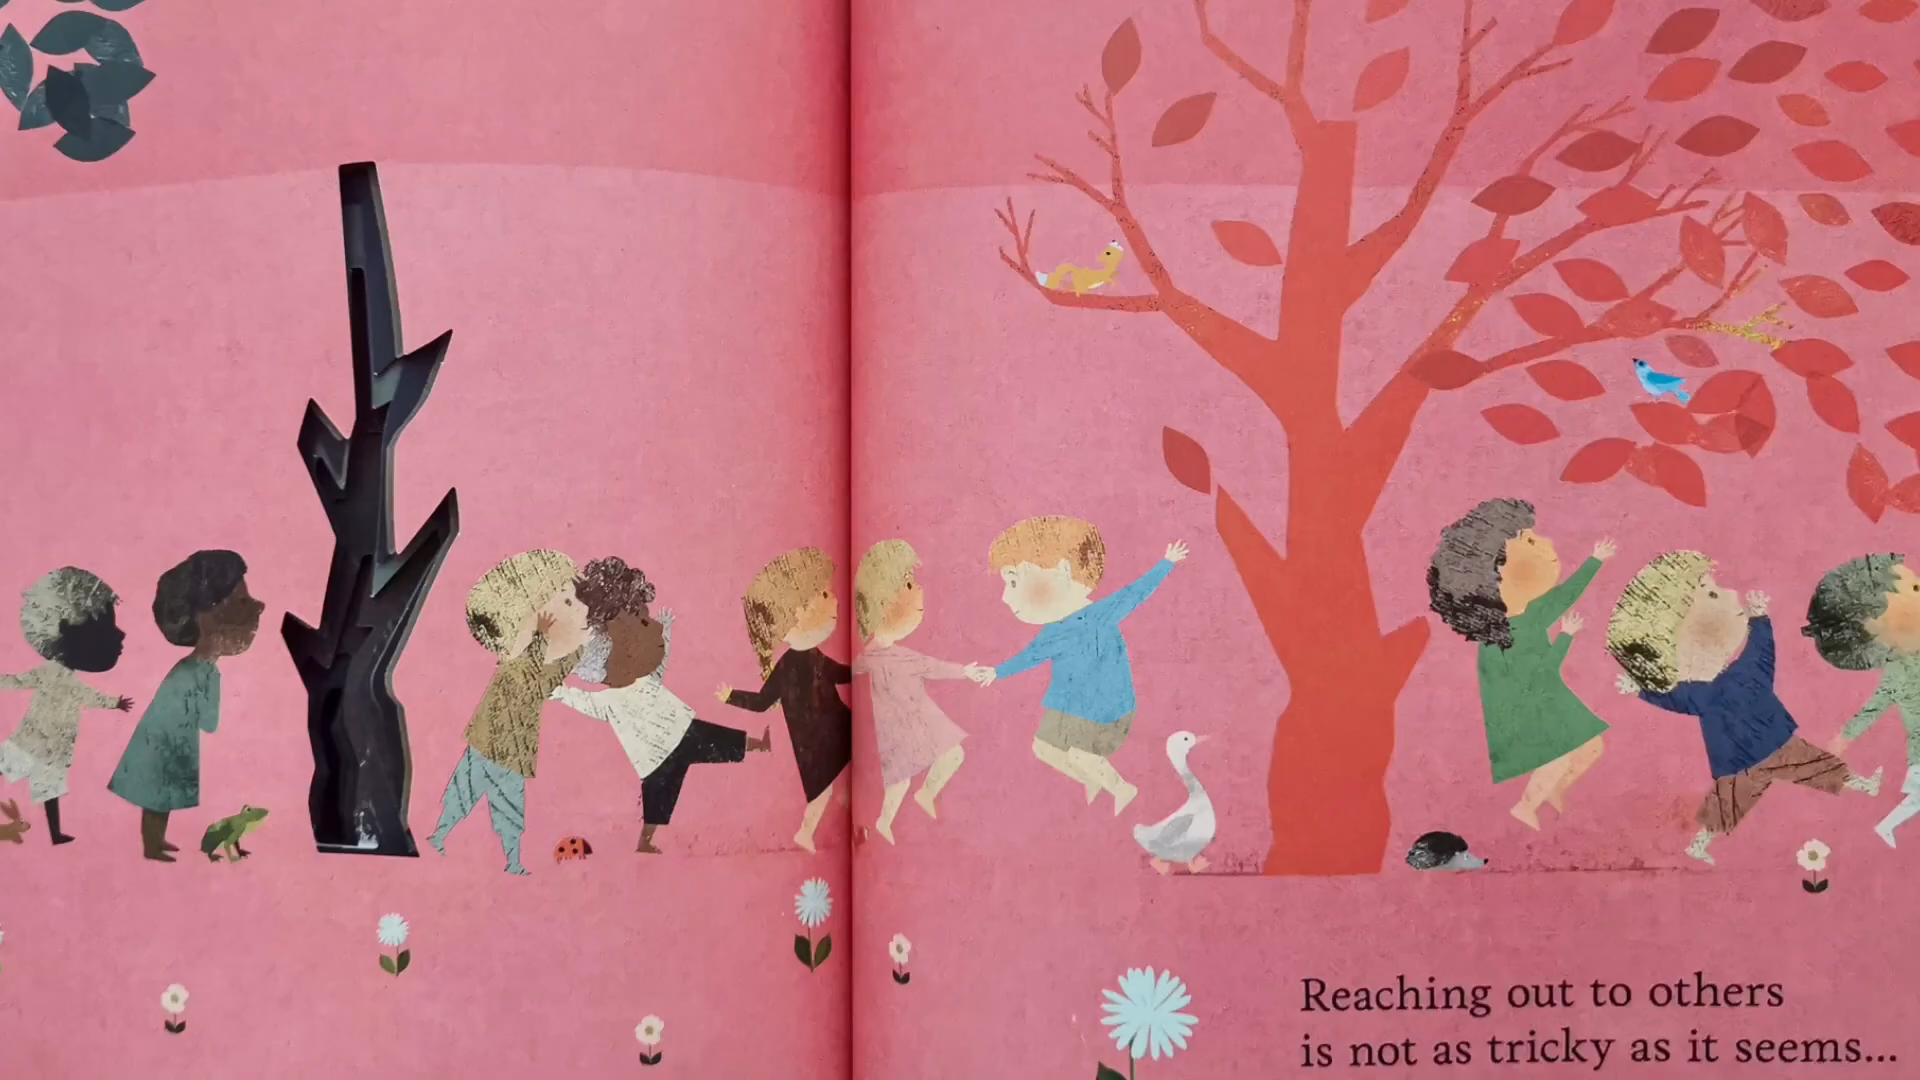 Reaching out to others
is not as tricky as it seems...